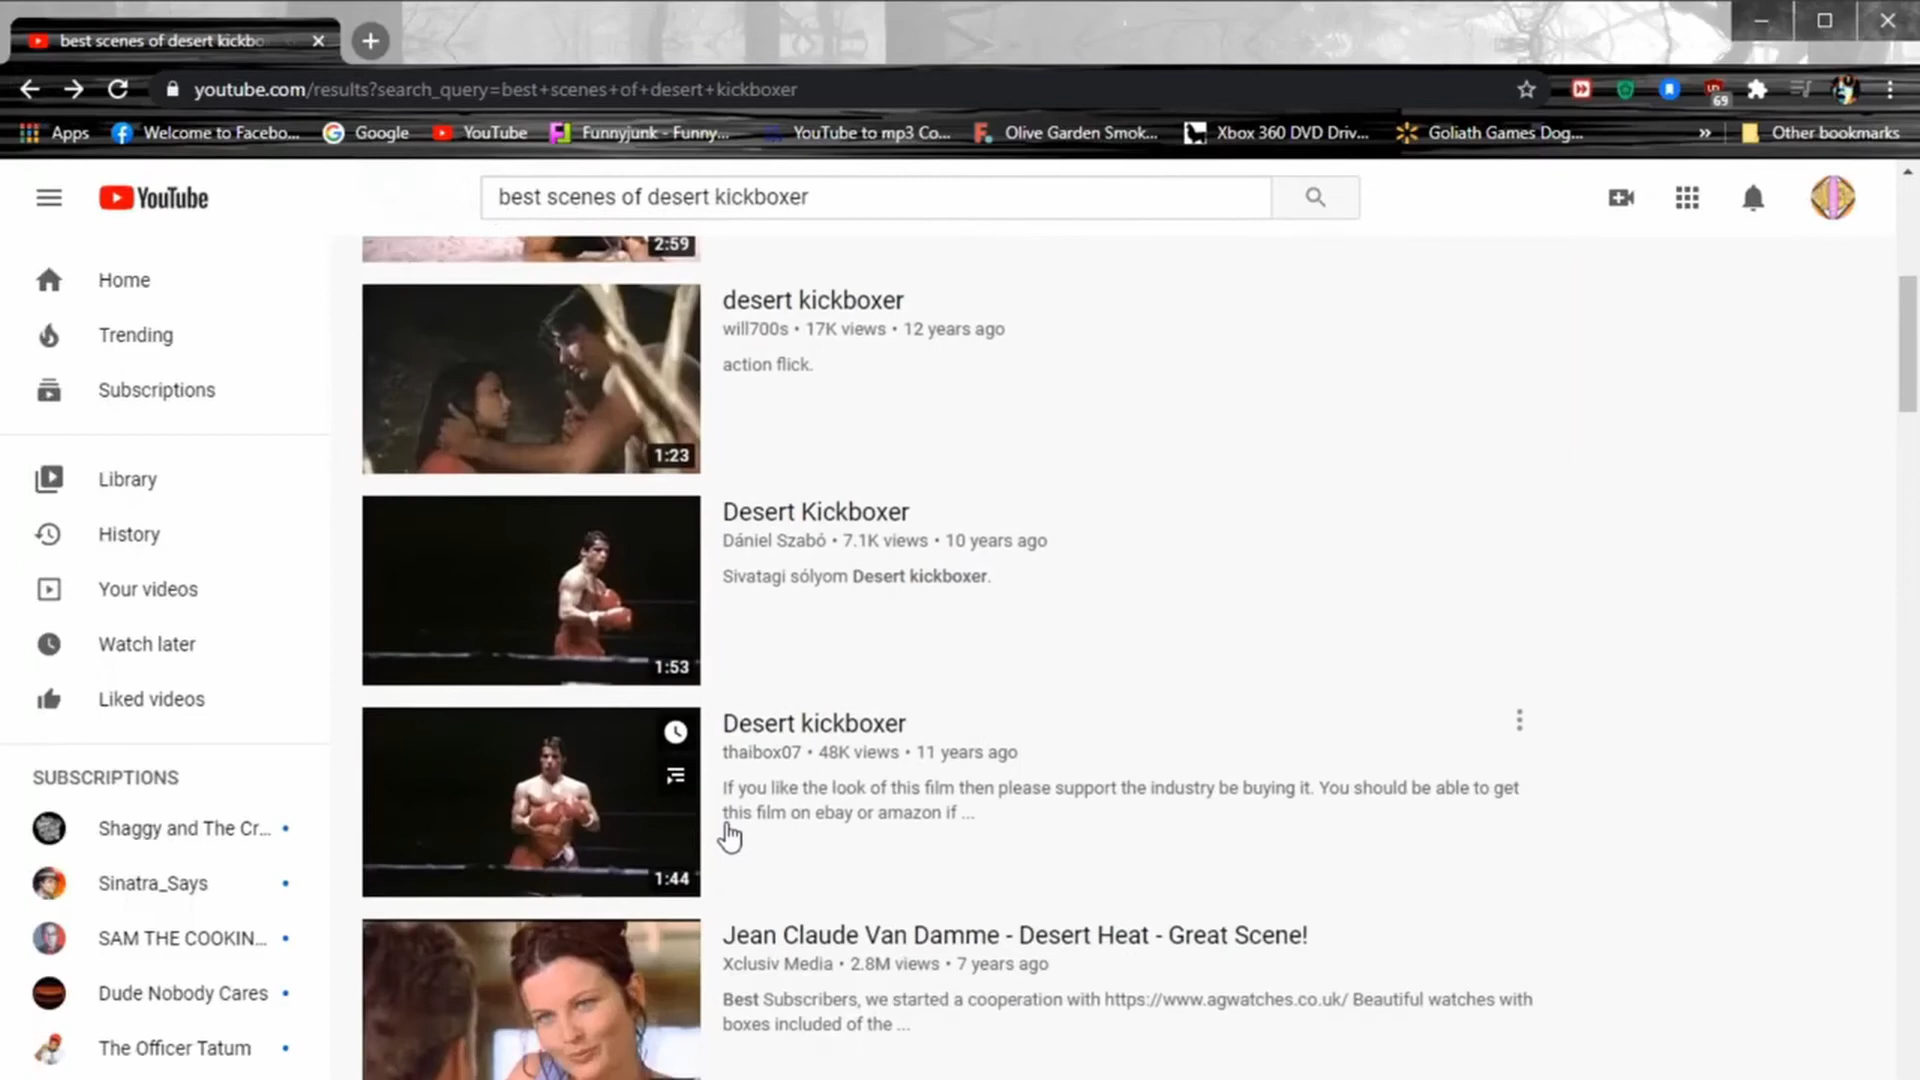 best scenes of desert kickbo
youtube.com/results?search_query=best+scenes+of+desert+kickboxer
69
Apps
Welcome to Facebo...
Google
YouTube
Funnyjunk - Funny...
YouTube to mp3 Co...
Olive Garden Smok...
Xbox 360 DVD Driv...
Goliath Games Dog...
»
Other bookmarks
YouTube
best scenes of desert kickboxer
Home
Trending
Subscriptions
Library
History
Your videos
Watch later
Liked videos
SUBSCRIPTIONS
Shaggy and The Cr...
Sinatra_Says
SAM THE COOKIN...
Dude Nobody Cares
The Officer Tatum
2:59
1:23
desert kickboxer
will700s • 17K views • 12 years ago
action flick.
1:53
Desert Kickboxer
Dániel Szabó • 7.1K views • 10 years ago
Sivatagi sólyom Desert kickboxer.
1:44
Desert kickboxer
thaibox07 • 48K views • 11 years ago
If you like the look of this film then please support the industry be buying it. You should be able to get
this film on ebay or amazon if ...
Jean Claude Van Damme - Desert Heat - Great Scene!
Xclusiv Media • 2.8M views • 7 years ago
Best Subscribers, we started a cooperation with https://www.agwatches.co.uk/ Beautiful watches with
boxes included of the ...